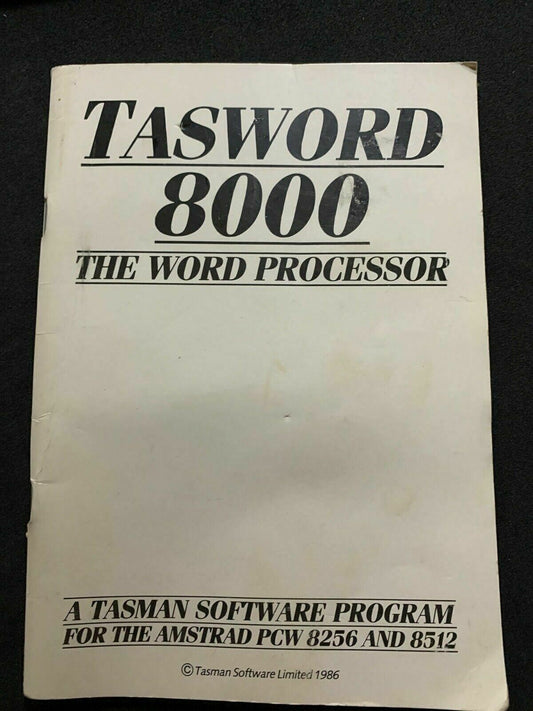 TASWORD
8000
THE WORD PROCESSOR
A TASMAN SOFTWARE PROGRAM
FOR THE AMSTRAD PCW 8256 AND 8512
© Tasman Software Limited 1986